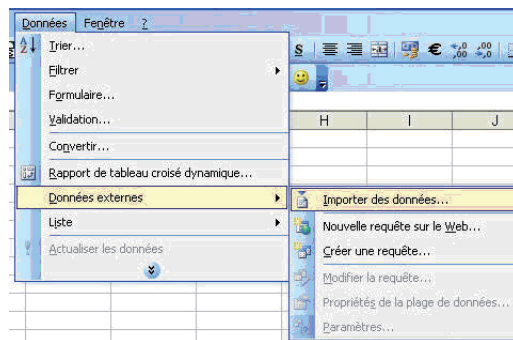 Données Fenêtre ?
Trier...
Filtrer
Formulaire...
Validation...
Convertir...
Rapport de tableau croisé dynamique...
Données externes
Liste
Actualiser les données
S € ,00 ,00
H I J
Importer des données...
Nouvelle requête sur le Web...
Créer une requête...
Modifier la requête...
Propriétés de la plage de données...
Paramètres...